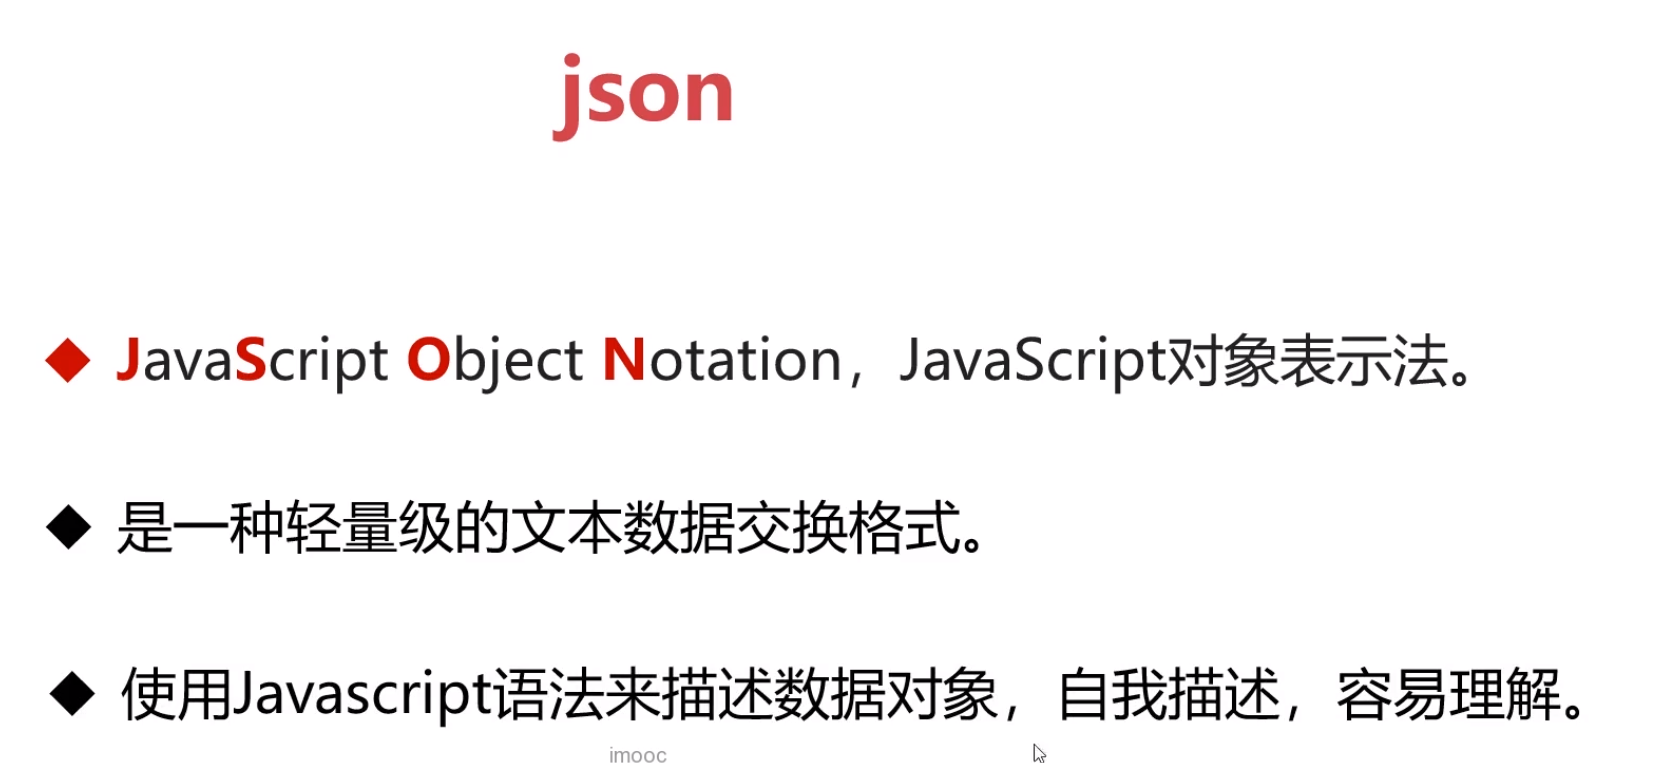 json
◆ JavaScript Object Notation，JavaScript对象表示法。
◆ 是一种轻量级的文本数据交换格式。
◆ 使用Javascript语法来描述数据对象，自我描述，容易理解。
imooc